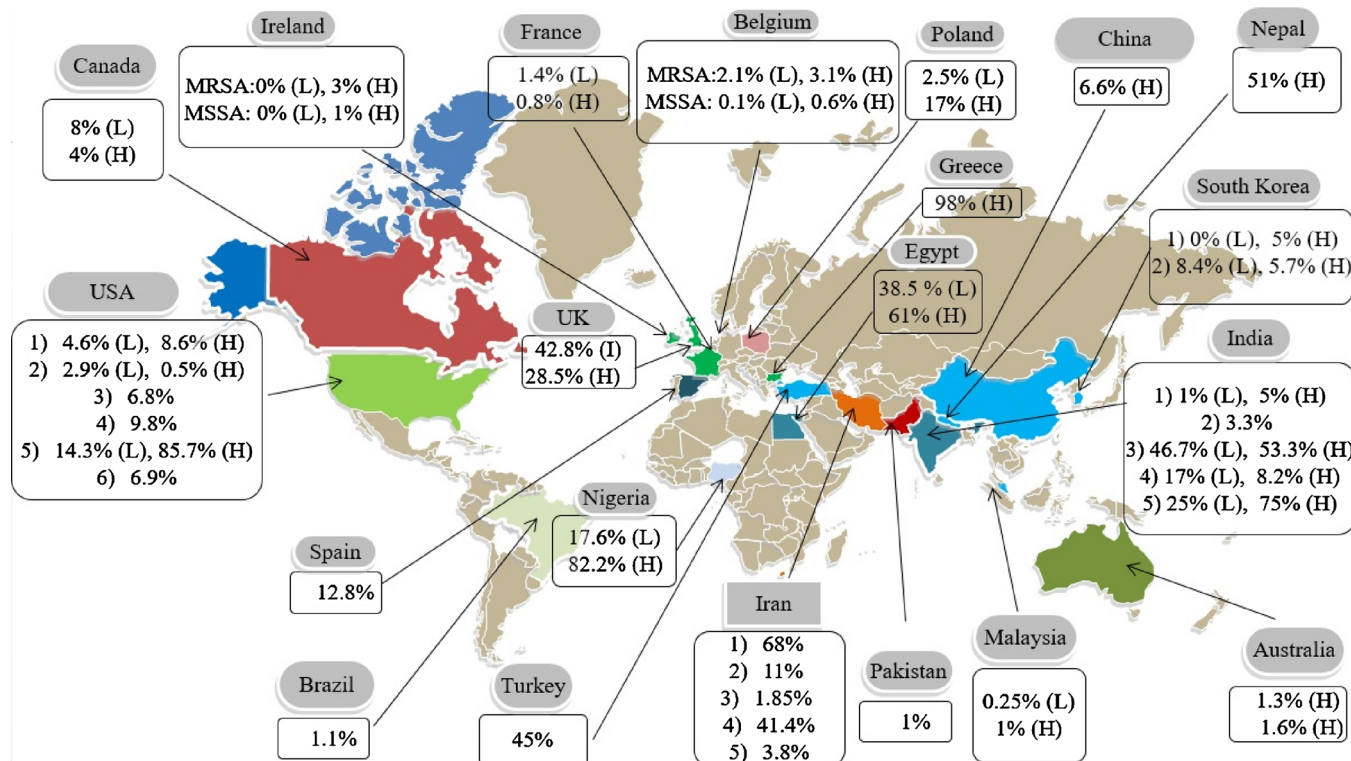 Canada
8% (L)
4% (H)
Ireland
MRSA:0% (L), 3% (H)
MSSA: 0% (L), 1% (H)
France
1.4% (L)
0.8% (H)
Belgium
MRSA:2.1% (L), 3.1% (H)
MSSA: 0.1% (L), 0.6% (H)
Poland
2.5% (L)
17% (H)
China
6.6% (H)
Nepal
51% (H)
Greece
98% (H)
South Korea
1) 0% (L), 5% (H)
2) 8.4% (L), 5.7% (H)
Egypt
38.5 % (L)
61% (H)
USA
1) 4.6% (L), 8.6% (H)
2) 2.9% (L), 0.5% (H)
3) 6.8%
4) 9.8%
5) 14.3% (L), 85.7% (H)
6) 6.9%
UK
42.8% (I)
28.5% (H)
India
1) 1% (L), 5% (H)
2) 3.3%
3) 46.7% (L), 53.3% (H)
4) 17% (L), 8.2% (H)
5) 25% (L), 75% (H)
Spain
12.8%
Nigeria
17.6% (L)
82.2% (H)
Brazil
1.1%
Turkey
45%
Iran
1) 68%
2) 11%
3) 1.85%
4) 41.4%
5) 3.8%
Pakistan
1%
Malaysia
0.25% (L)
1% (H)
Australia
1.3% (H)
1.6% (H)